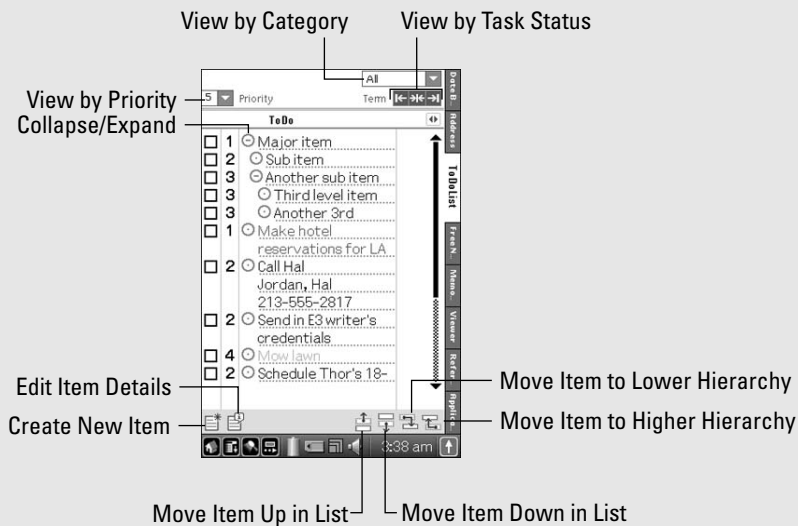 View by Category
View by Task Status
All
5 Priority
Term
View by Priority
Collapse/Expand
ToDo
1 Major item
2 Sub item
3 Another sub item
3 Third level item
3 Another 3rd
1 Make hotel
reservations for LA
2 Call Hal
Jordan, Hal
213-555-2817
2 Send in E3 writer's
credentials
4 Mow lawn
2 Schedule Thor's 18-
DateB...
Address
ToDoList
FreeN...
Memo...
Viewer
Refer...
Applica...
Edit Item Details
Create New Item
Move Item to Lower Hierarchy
Move Item to Higher Hierarchy
3:38 am
Move Item Up in List
Move Item Down in List